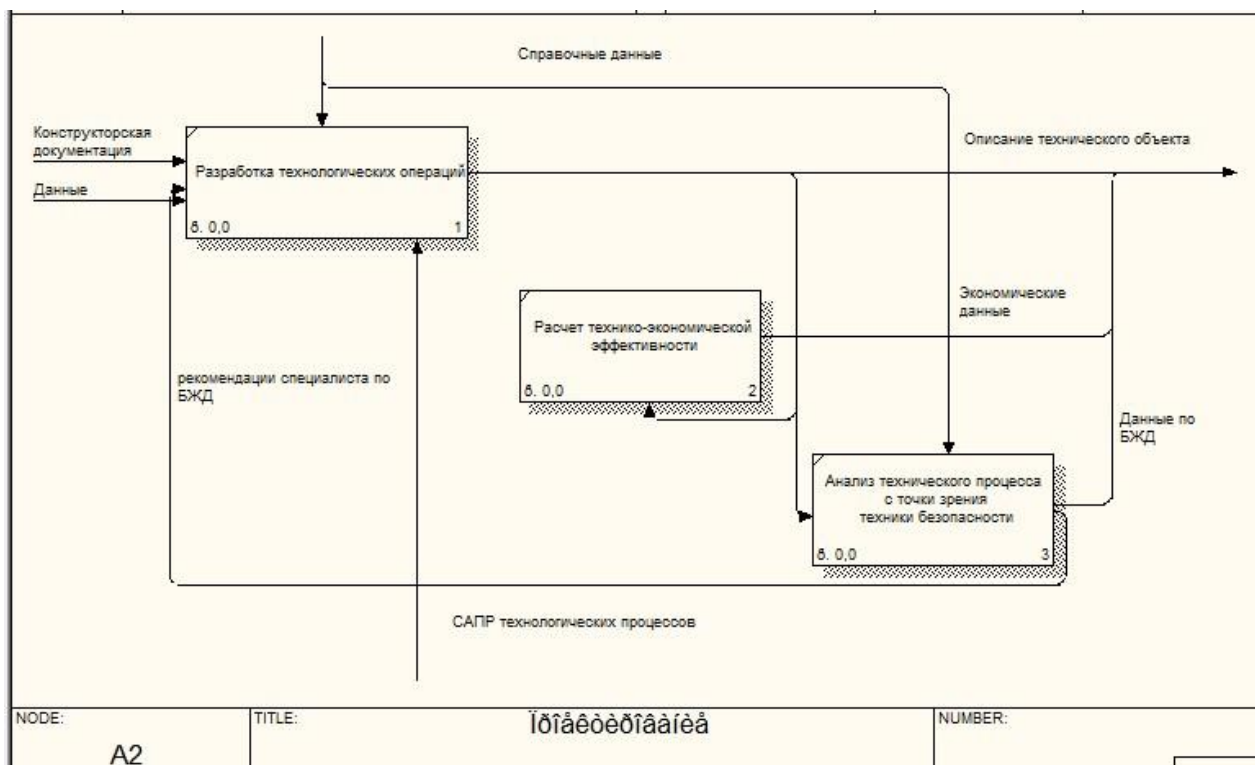 Справочные данные
Конструкторская
документация
Описание технического объекта
Разработка технологических операций
Данные
ð. 0,0 1
Экономические
данные
Расчет технико-экономической
эффективности
рекомендации специалиста по
БЖД
ð. 0,0 2
Данные по
БЖД
Анализ технического процесса
с точки зрения
техники безопасности
ð. 0,0 3
САПР технологических процессов
NODE: TITLE: Ïðîåêòèðîâàíèå NUMBER:
A2